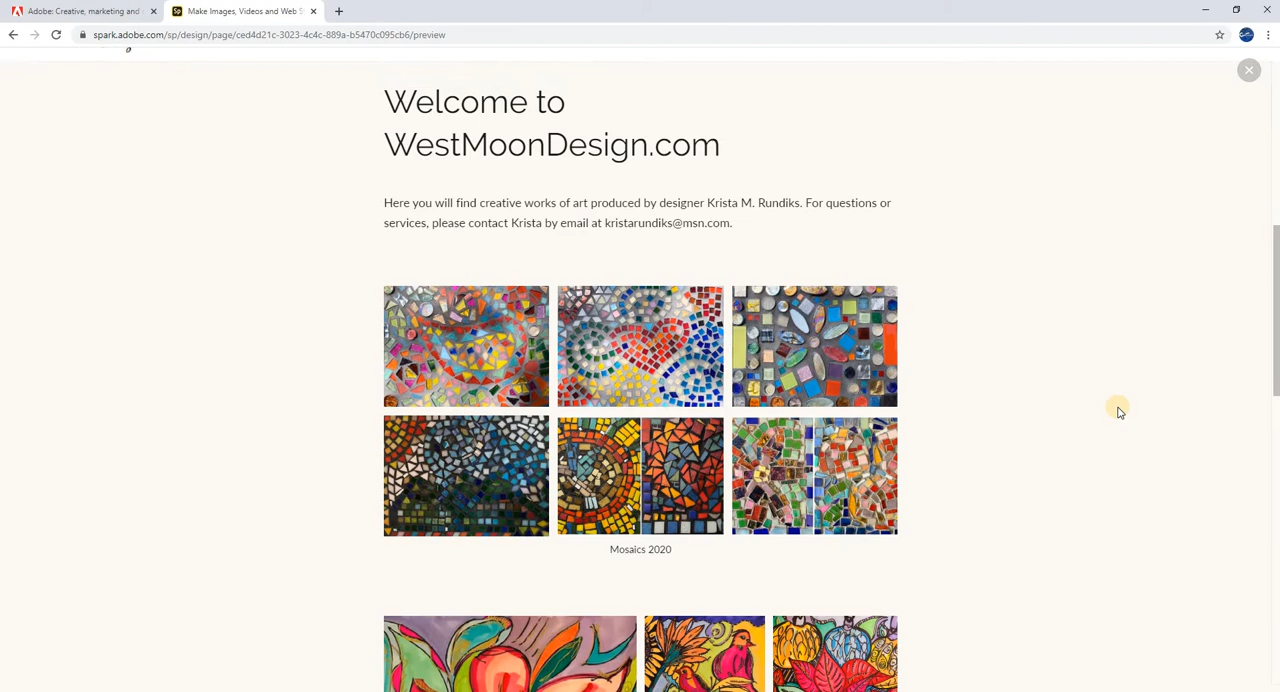 Adobe: Creative, marketing and
Make Images, Videos and Web S
spark.adobe.com/sp/design/page/ced4d21c-3023-4c4c-889a-b5470c095cb6/preview
Welcome to
WestMoonDesign.com
Here you will find creative works of art produced by designer Krista M. Rundiks. For questions or
services, please contact Krista by email at kristarundiks@msn.com.
Mosaics 2020